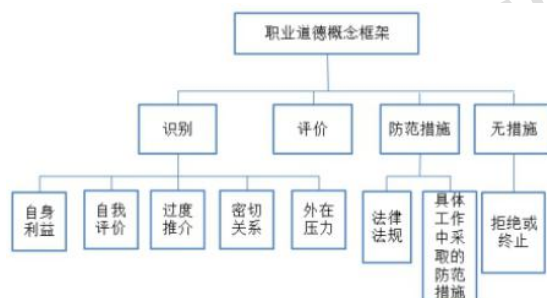 职业道德概念框架
识别
评价
防范措施
无措施
自身
利益
自我
评价
过度
推介
密切
关系
外在
压力
法律
法规
具体
工作
中采
取的
防范
措施
拒绝或
终止